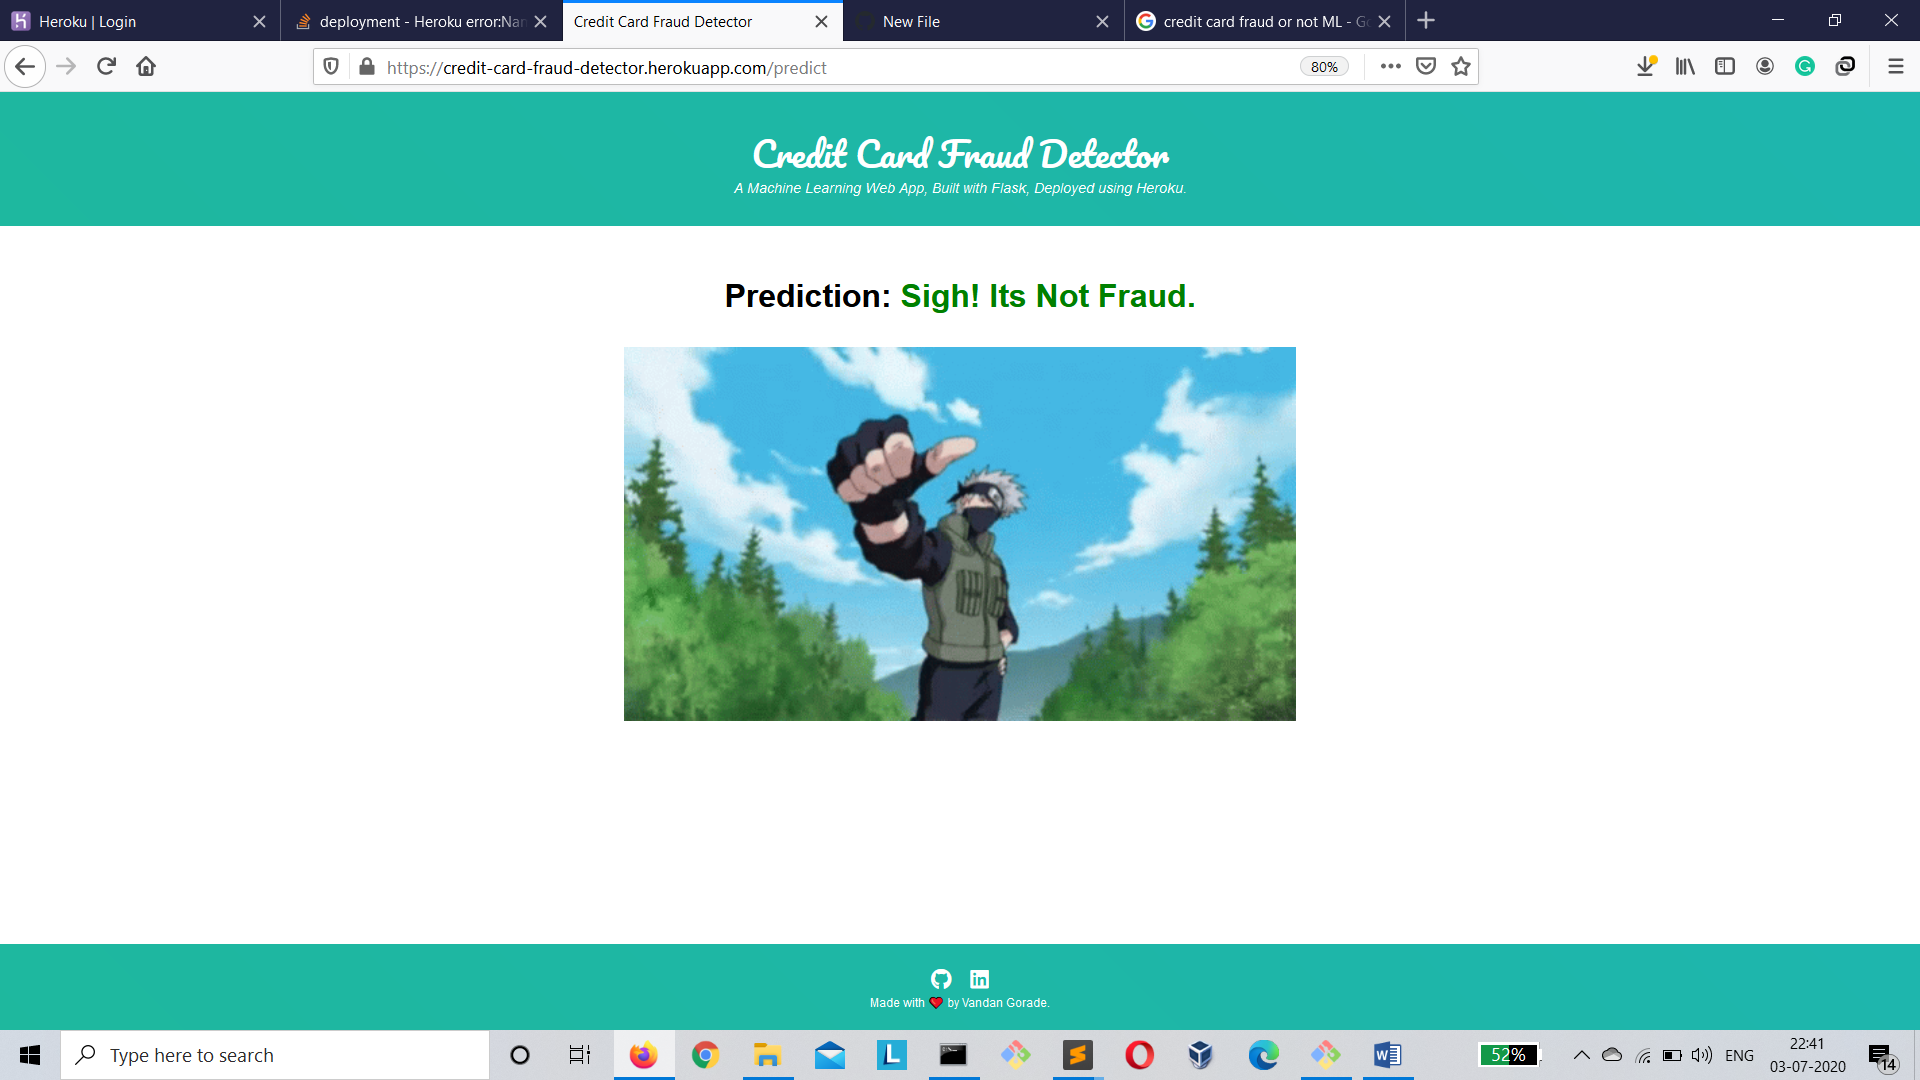 Heroku | Login
deployment - Heroku error:Nam
Credit Card Fraud Detector
New File
credit card fraud or not ML - Go
https://credit-card-fraud-detector.herokuapp.com/predict
80%
Credit Card Fraud Detector
A Machine Learning Web App, Built with Flask, Deployed using Heroku.
Prediction: Sigh! Its Not Fraud.
Made with ❤ by Vandan Gorade.
Type here to search
52%
ENG
22:41
03-07-2020
14